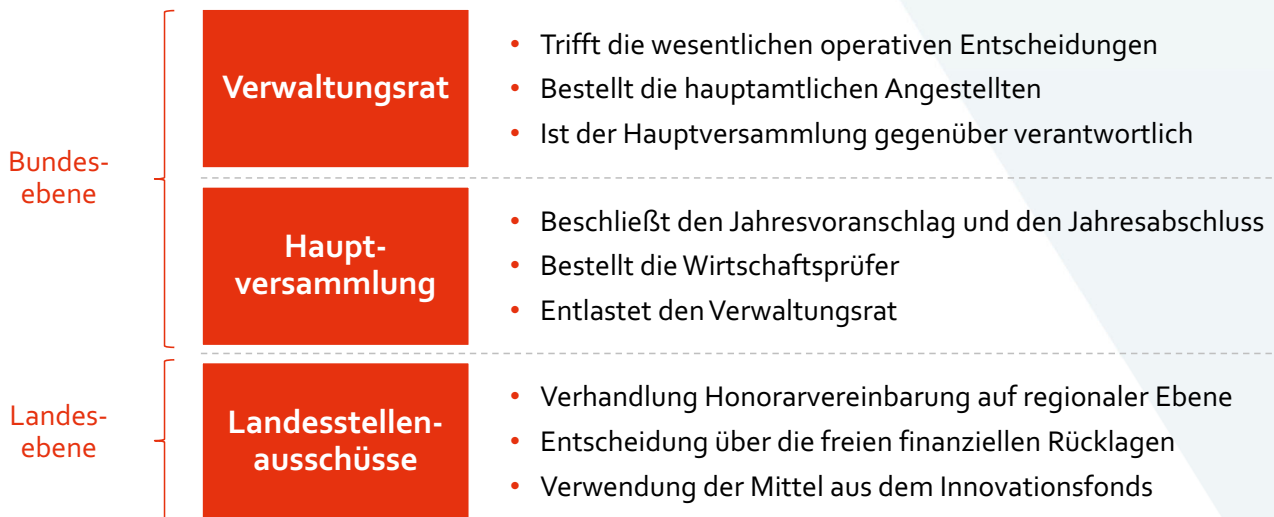 Bundes-
ebene
Verwaltungsrat
• Trifft die wesentlichen operativen Entscheidungen
• Bestellt die hauptamtlichen Angestellten
• Ist der Hauptversammlung gegenüber verantwortlich
Haupt-
versammlung
• Beschließt den Jahresvoranschlag und den Jahresabschluss
• Bestellt die Wirtschaftsprüfer
• Entlastet den Verwaltungsrat
Landes-
ebene
Landesstellen-
ausschüsse
• Verhandlung Honorarvereinbarung auf regionaler Ebene
• Entscheidung über die freien finanziellen Rücklagen
• Verwendung der Mittel aus dem Innovationsfonds